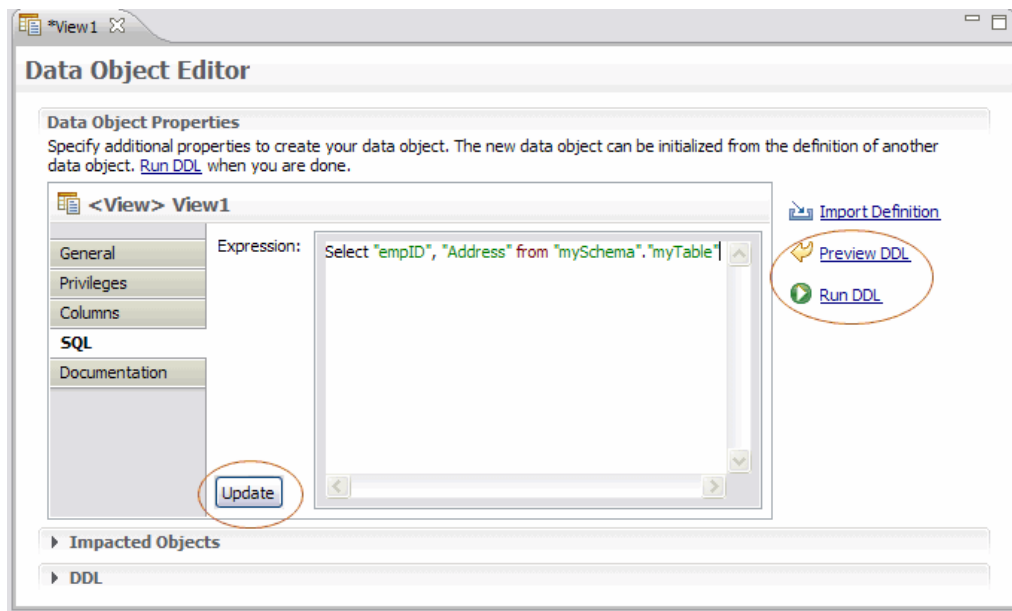 *View1
Data Object Editor
Data Object Properties
Specify additional properties to create your data object. The new data object can be initialized from the definition of another
data object. Run DDL when you are done.
<View> View1
Import Definition
General
Expression:
Select "empID", "Address" from "mySchema"."myTable"
Preview DDL
Privileges
Run DDL
Columns
SQL
Documentation
Update
Impacted Objects
DDL